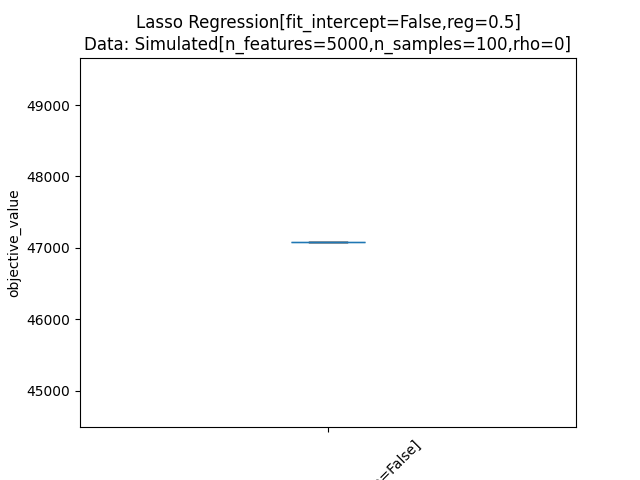 Lasso Regression[fit_intercept=False,reg=0.5]
Data: Simulated[n_features=5000,n_samples=100,rho=0]
49000
48000
47000
46000
45000
objective_value
=False]